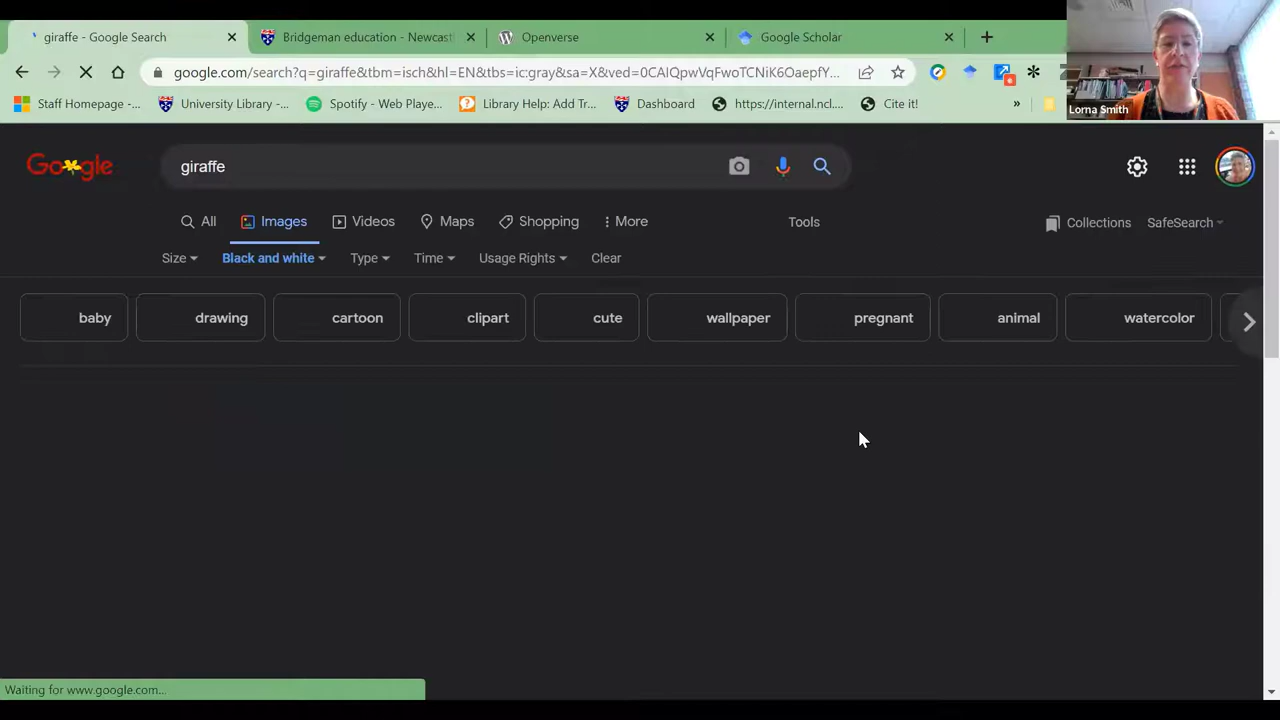 giraffe - Google Search
Bridgeman education - Newcast
Openverse
Google Scholar
google.com/search?q=giraffe&tbm=isch&hl=EN&tbs=ic:gray&sa=X&ved=0CAIQpwVqFwoTCNiK6OaepfY...
Staff Homepage -...
University Library -...
Spotify - Web Playe...
Library Help: Add Tr...
Dashboard
https://internal.ncl....
Cite it!
»
Lorna Smith
Google
giraffe
All
Images
Videos
Maps
Shopping
More
Tools
Collections
SafeSearch
Size
Black and white
Type
Time
Usage Rights
Clear
baby
drawing
cartoon
clipart
cute
wallpaper
pregnant
animal
watercolor
Waiting for www.google.com...